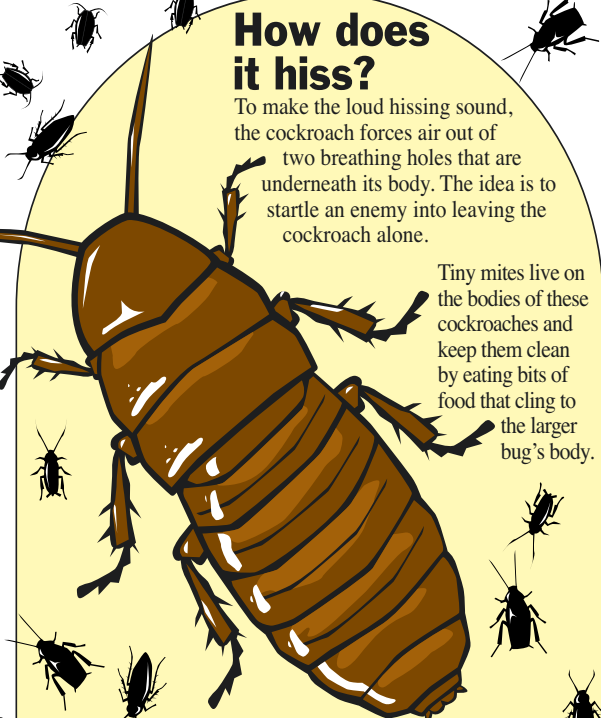 How does
it hiss?
To make the loud hissing sound,
the cockroach forces air out of
two breathing holes that are
underneath its body. The idea is to
startle an enemy into leaving the
cockroach alone.
Tiny mites live on
the bodies of these
cockroaches and
keep them clean
by eating bits of
food that cling to
the larger
bug’s body.